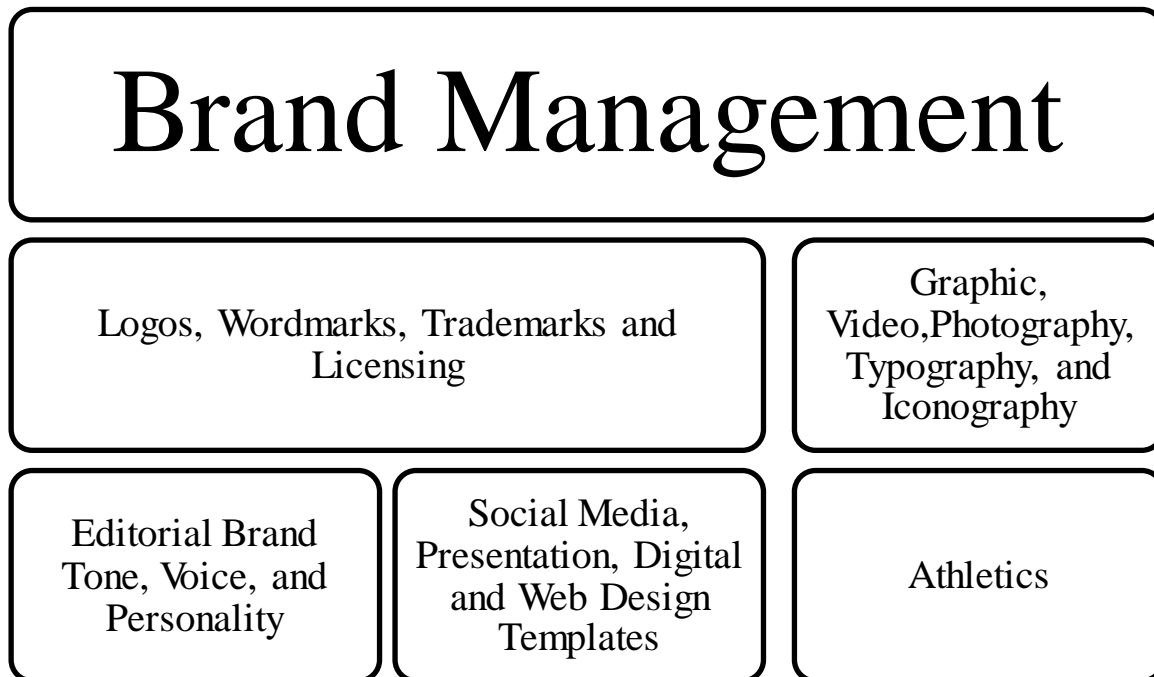 Brand Management
Logos, Wordmarks, Trademarks and
Licensing
Graphic,
Video,Photography,
Typography, and
Iconography
Editorial Brand
Tone, Voice, and
Personality
Social Media,
Presentation, Digital
and Web Design
Templates
Athletics